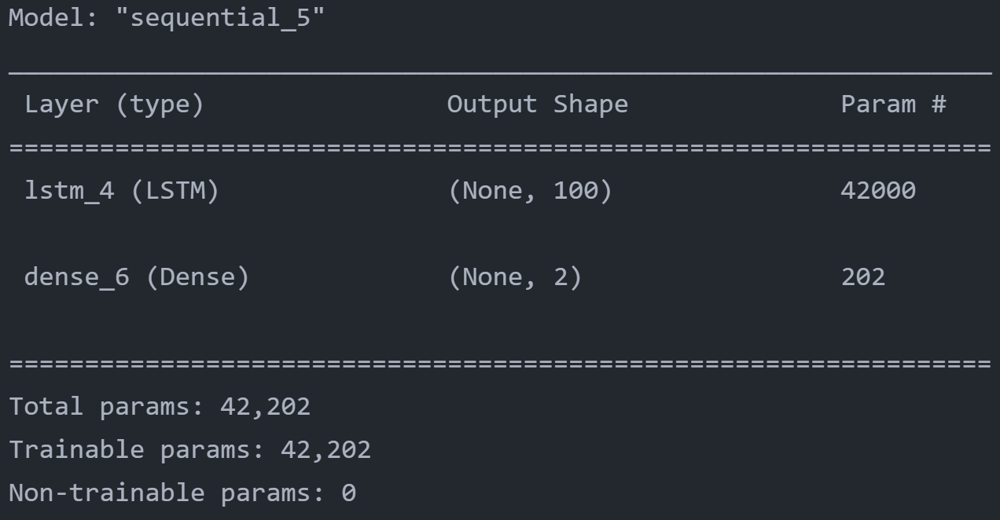 Model: "sequential_5"
_________________________________________________________________
Layer (type)                Output Shape              Param #
=================================================================
lstm_4 (LSTM)               (None, 100)               42000
dense_6 (Dense)             (None, 2)                 202
=================================================================
Total params: 42,202
Trainable params: 42,202
Non-trainable params: 0